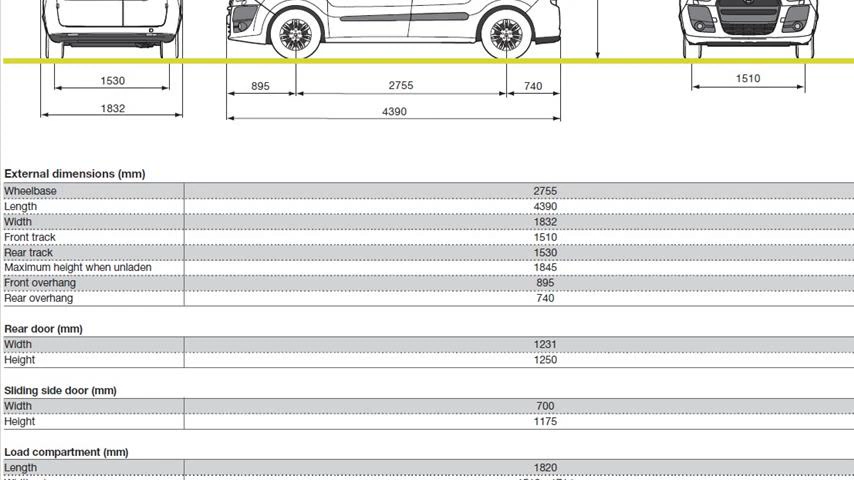 1530
1832
895
2755
740
4390
1510
External dimensions (mm)
Wheelbase 2755
Length 4390
Width 1832
Front track 1510
Rear track 1530
Maximum height when unladen 1845
Front overhang 895
Rear overhang 740
Rear door (mm)
Width 1231
Height 1250
Sliding side door (mm)
Width 700
Height 1175
Load compartment (mm)
Length 1820